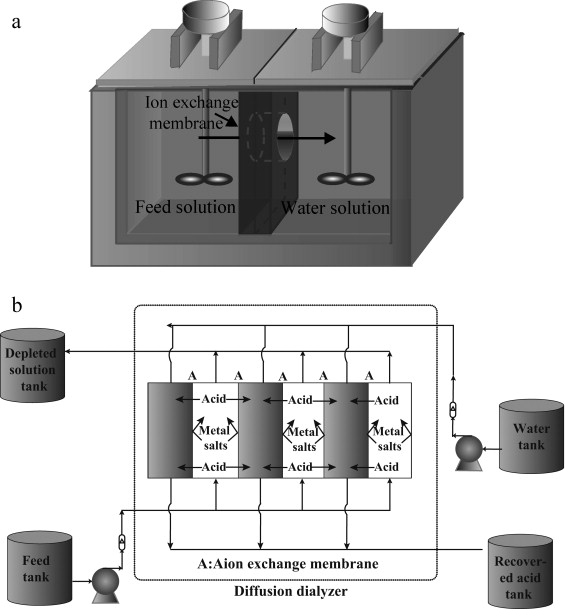 a
Ion exchange
membrane
Feed solution
Water solution
b
Depleted
solution
tank
A
A
A
A
A
Acid
Acid
Acid
Metal
salts
Metal
salts
Metal
salts
Acid
Acid
Acid
Water
tank
Feed
tank
A:Aion exchange membrane
Diffusion dialyzer
Recover-
ed acid
tank